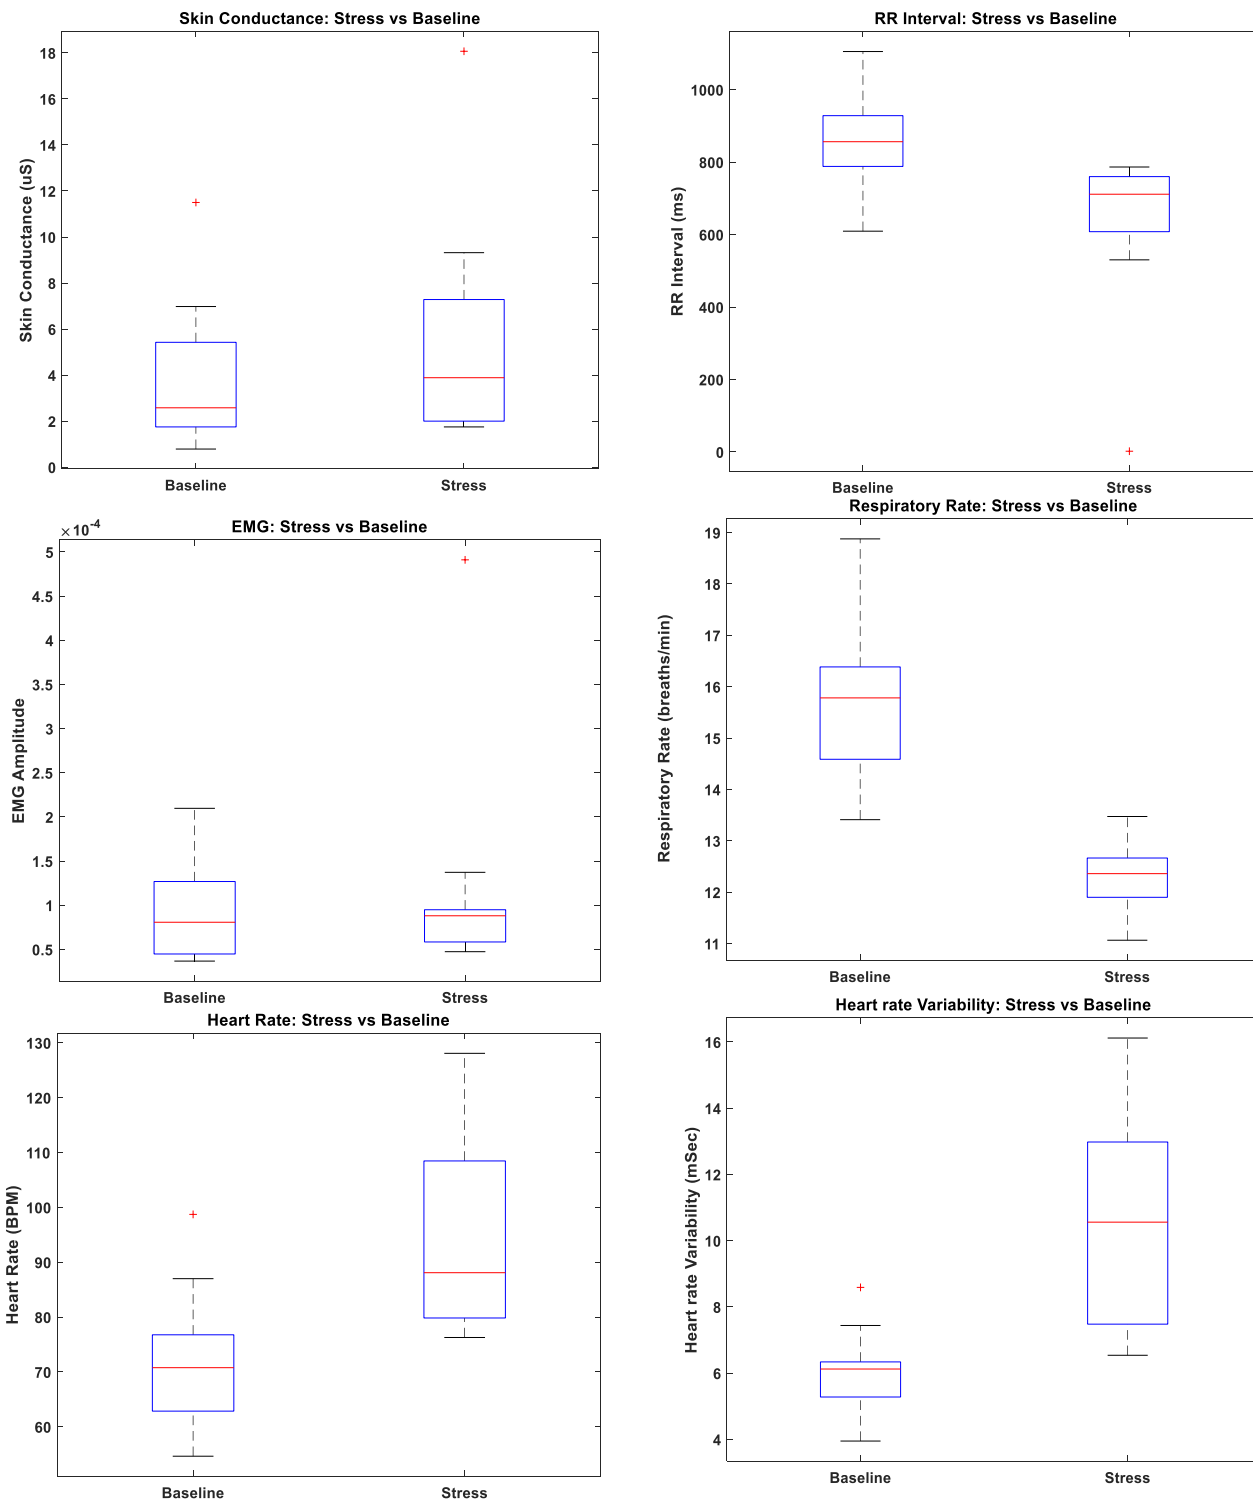 Skin Conductance: Stress vs Baseline
Skin Conductance (uS)
18
16
14
12
10
8
6
4
2
0
Baseline Stress
RR Interval: Stress vs Baseline
RR Interval (ms)
1000
800
600
400
200
0
Baseline Stress
EMG: Stress vs Baseline
×10-4
EMG Amplitude
5
4.5
4
3.5
3
2.5
2
1.5
1
0.5
Baseline Stress
Respiratory Rate: Stress vs Baseline
Respiratory Rate (breaths/min)
19
18
17
16
15
14
13
12
11
Baseline Stress
Heart Rate: Stress vs Baseline
Heart Rate (BPM)
130
120
110
100
90
80
70
60
Baseline Stress
Heart rate Variability: Stress vs Baseline
Heart rate Variability (mSec)
16
14
12
10
8
6
4
Baseline Stress